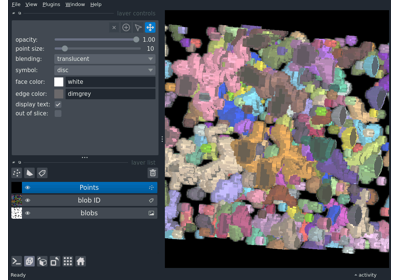 File View Plugins Window Help
layer controls
opacity: 1.00
point size: 10
blending: translucent
symbol: disc
face color: white
edge color: dimgrey
display text:
out of slice:
layer list
Points
blob ID
blobs
Ready
activity